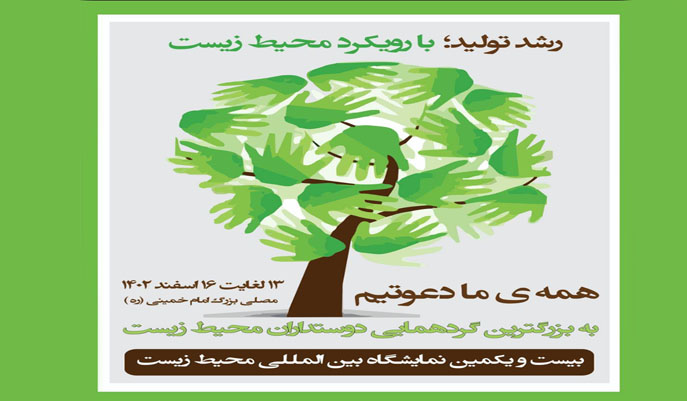 رشد تولید؛ با رویکرد محیط زیست
۱۳ لغایت ۱۶ اسفند ۱۴۰۲
مصلی بزرگ امام خمینی (ره)
همه ی ما دعوتیم
به بزرگترین گردهمایی دوستداران محیط زیست
بیست و یکمین نمایشگاه بین المللی محیط زیست